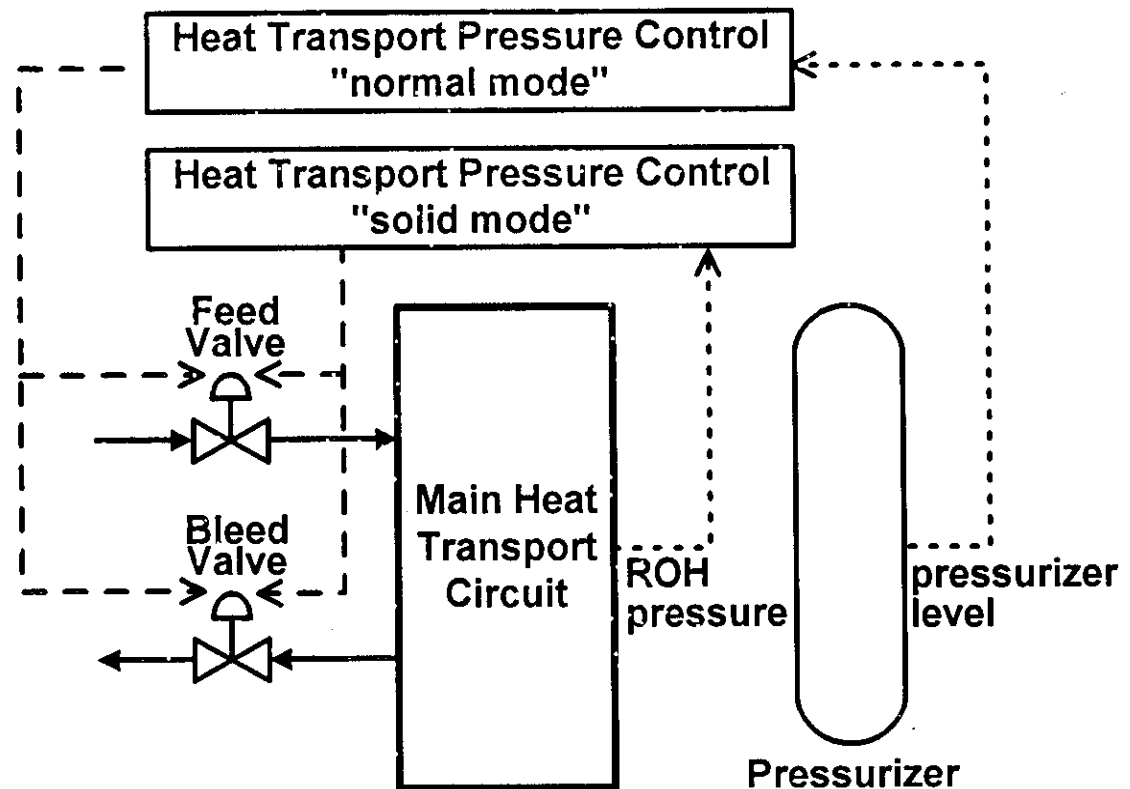 Heat Transport Pressure Control
"normal mode"
Heat Transport Pressure Control
"solid mode"
Feed
Valve
Bleed
Valve
Main Heat
Transport
Circuit
ROH
pressure
pressurizer
level
Pressurizer